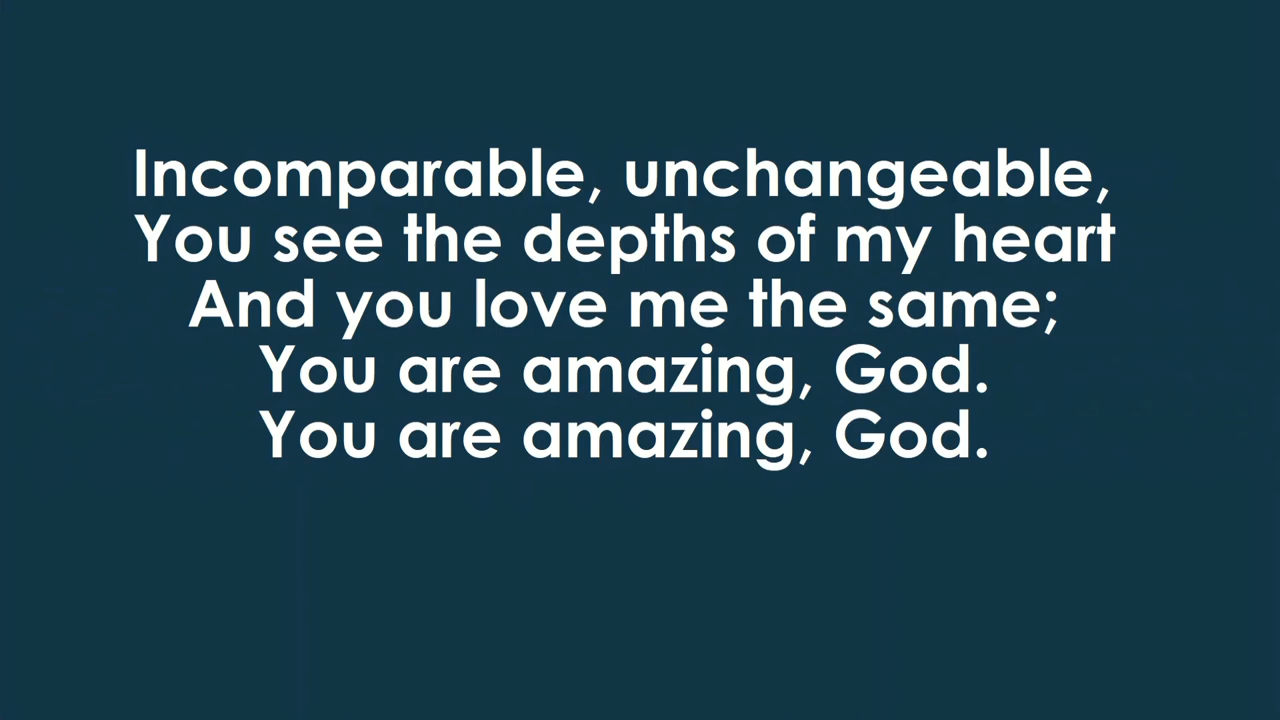 Incomparable, unchangeable,
You see the depths of my heart
And you love me the same;
You are amazing, God.
You are amazing, God.